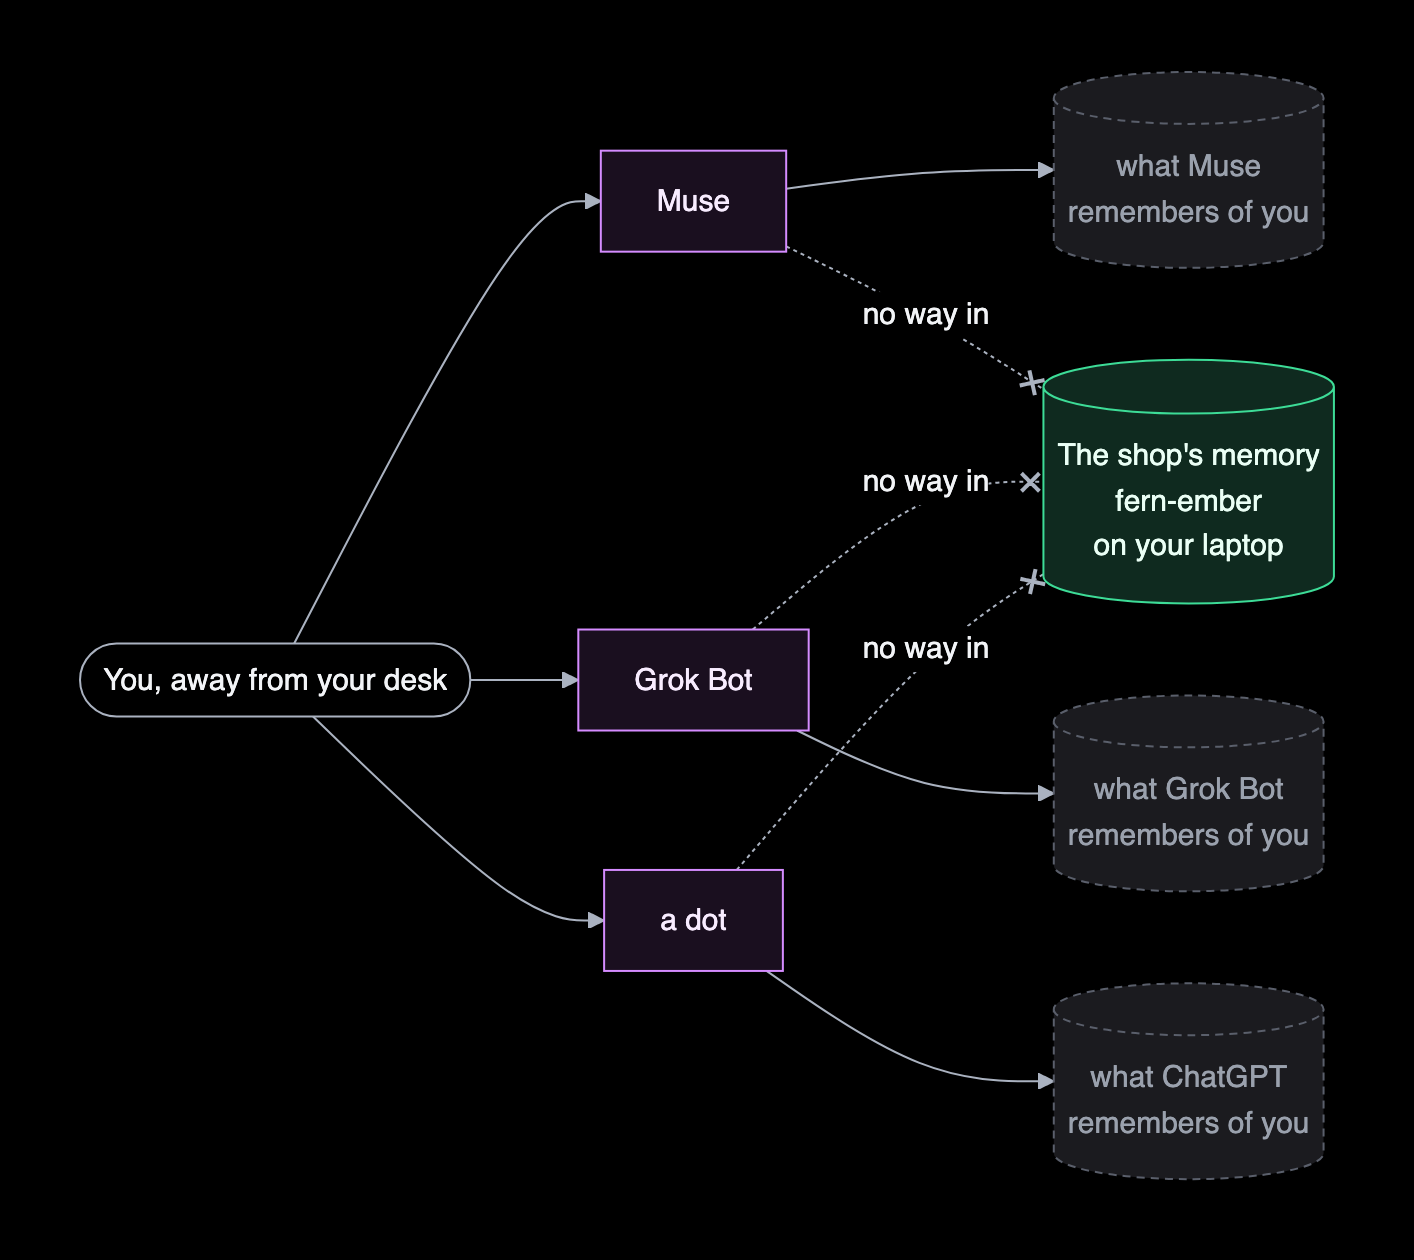 what Muse
remembers of you
Muse
no way in
The shop's memory
fern-ember
on your laptop
no way in
no way in
You, away from your desk
Grok Bot
what Grok Bot
remembers of you
a dot
what ChatGPT
remembers of you